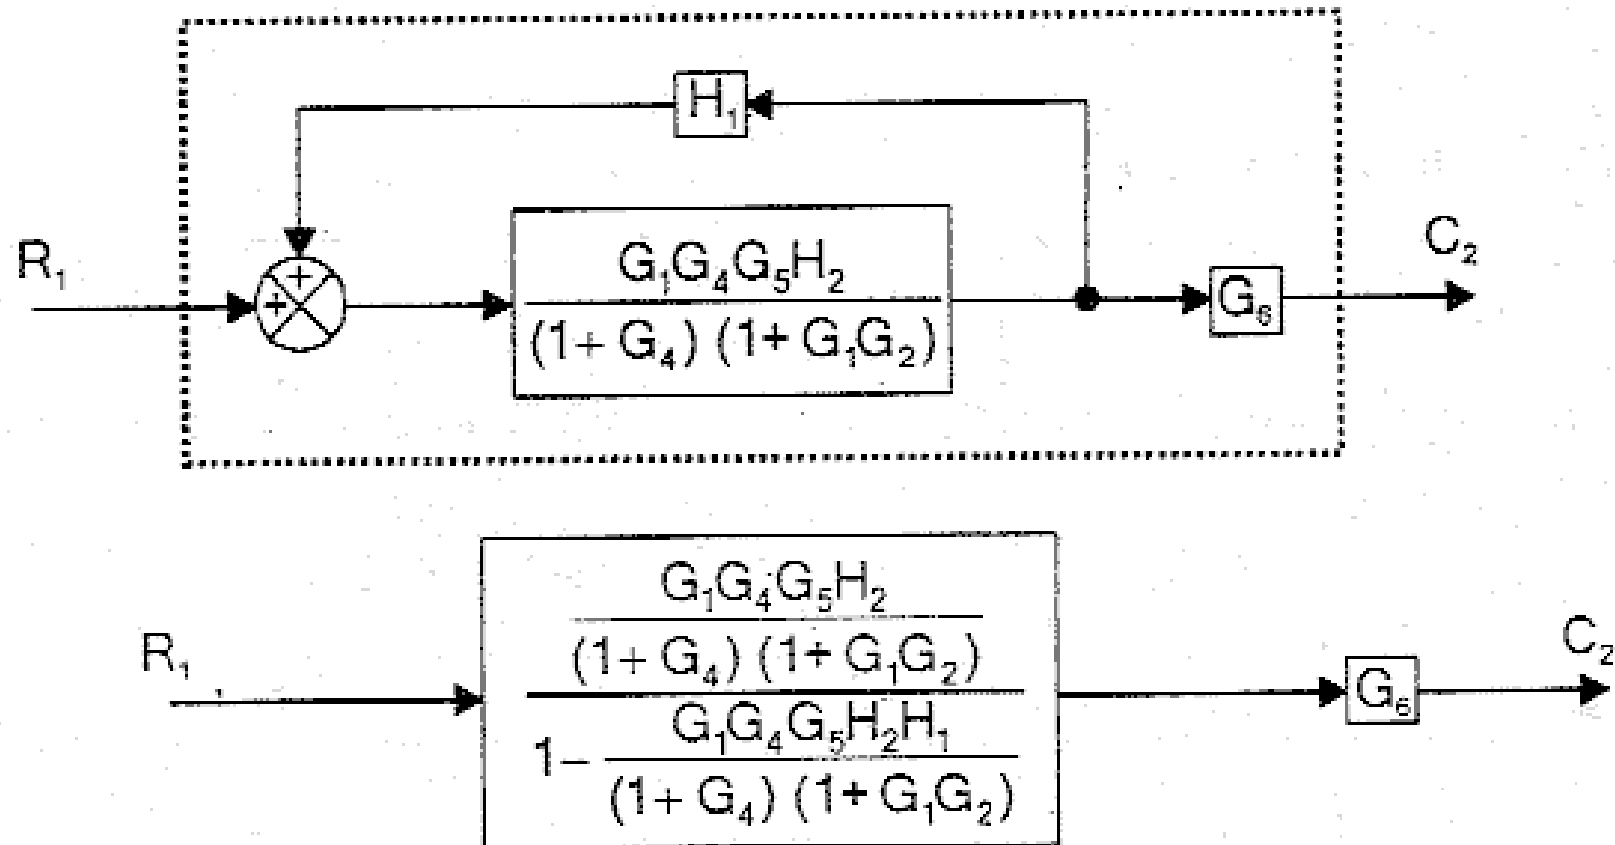 H₁
R₁
+
+
G₁G₄G₅H₂
(1+ G₄) (1+ G₁G₂)
G₆
C₂
R₁
G₁G₄G₅H₂
(1+ G₄) (1+ G₁G₂)
1− G₁G₄G₅H₂H₁
(1+ G₄) (1+ G₁G₂)
G₆
C₂